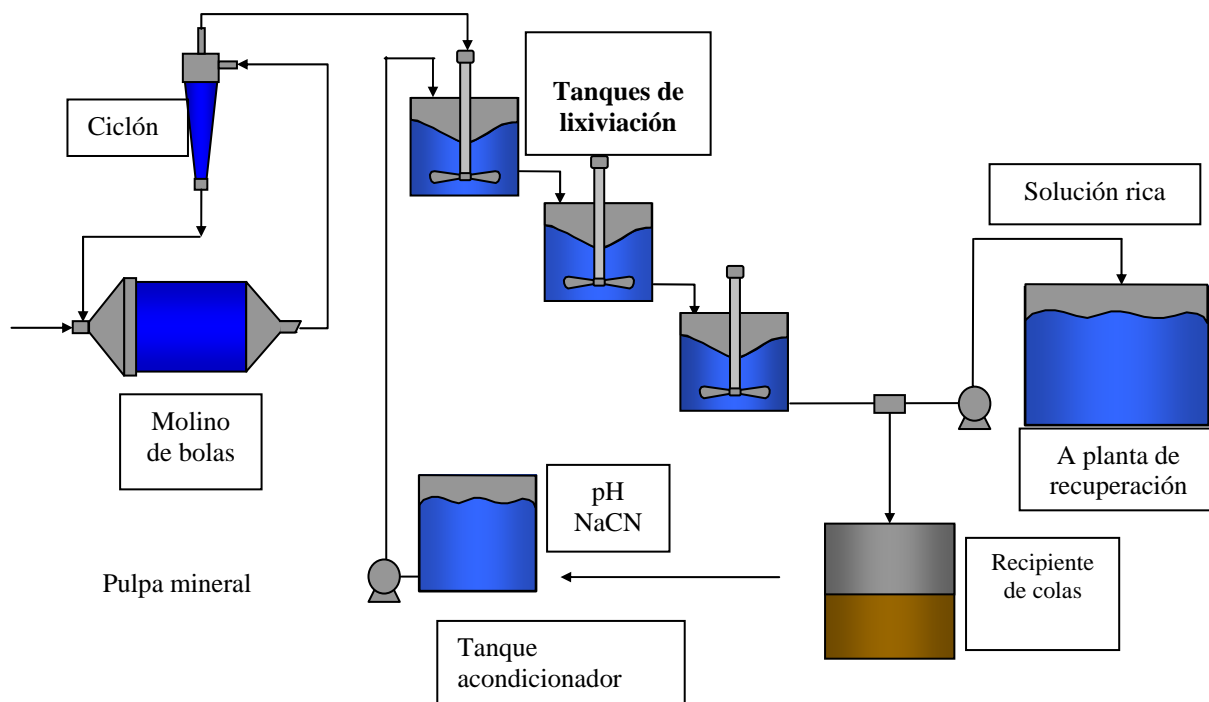 Ciclón
Tanques de
lixiviación
Solución rica
Molino
de bolas
A planta de
recuperación
pH
NaCN
Recipiente
de colas
Pulpa mineral
Tanque
acondicionador